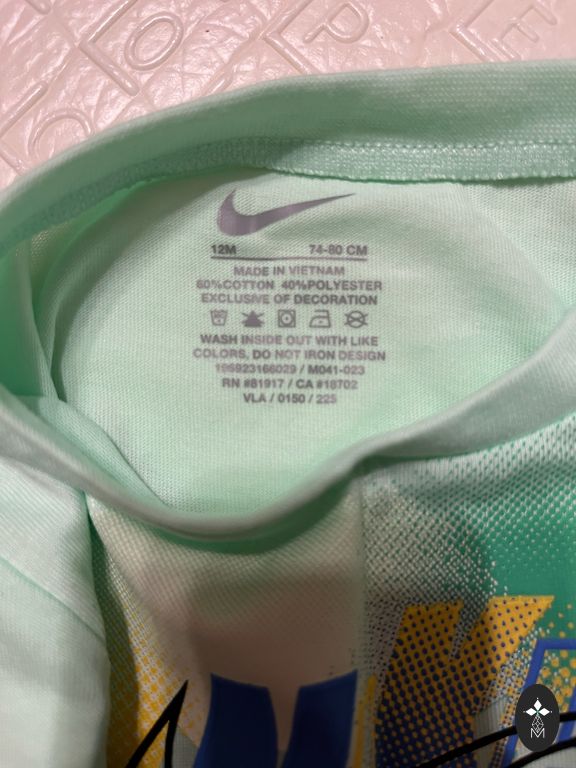 12M 74-80 CM
MADE IN VIETNAM
60%COTTON 40%POLYESTER
EXCLUSIVE OF DECORATION
WASH INSIDE OUT WITH LIKE
COLORS, DO NOT IRON DESIGN
196923166029 / M041-023
RN #81917 / CA #18702
VLA / 0150 / 225